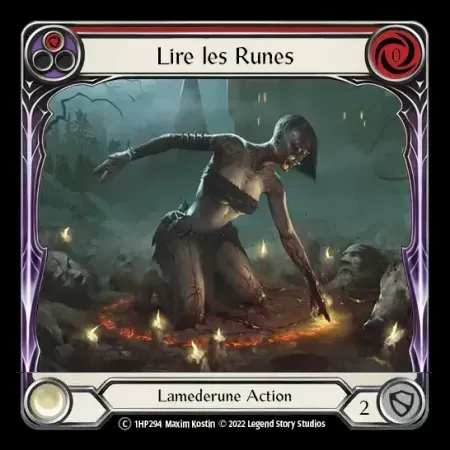 Lire les Runes
0
Lamederune Action
2
C 1HP294 Maxim Kostin © 2022 Legend Story Studios